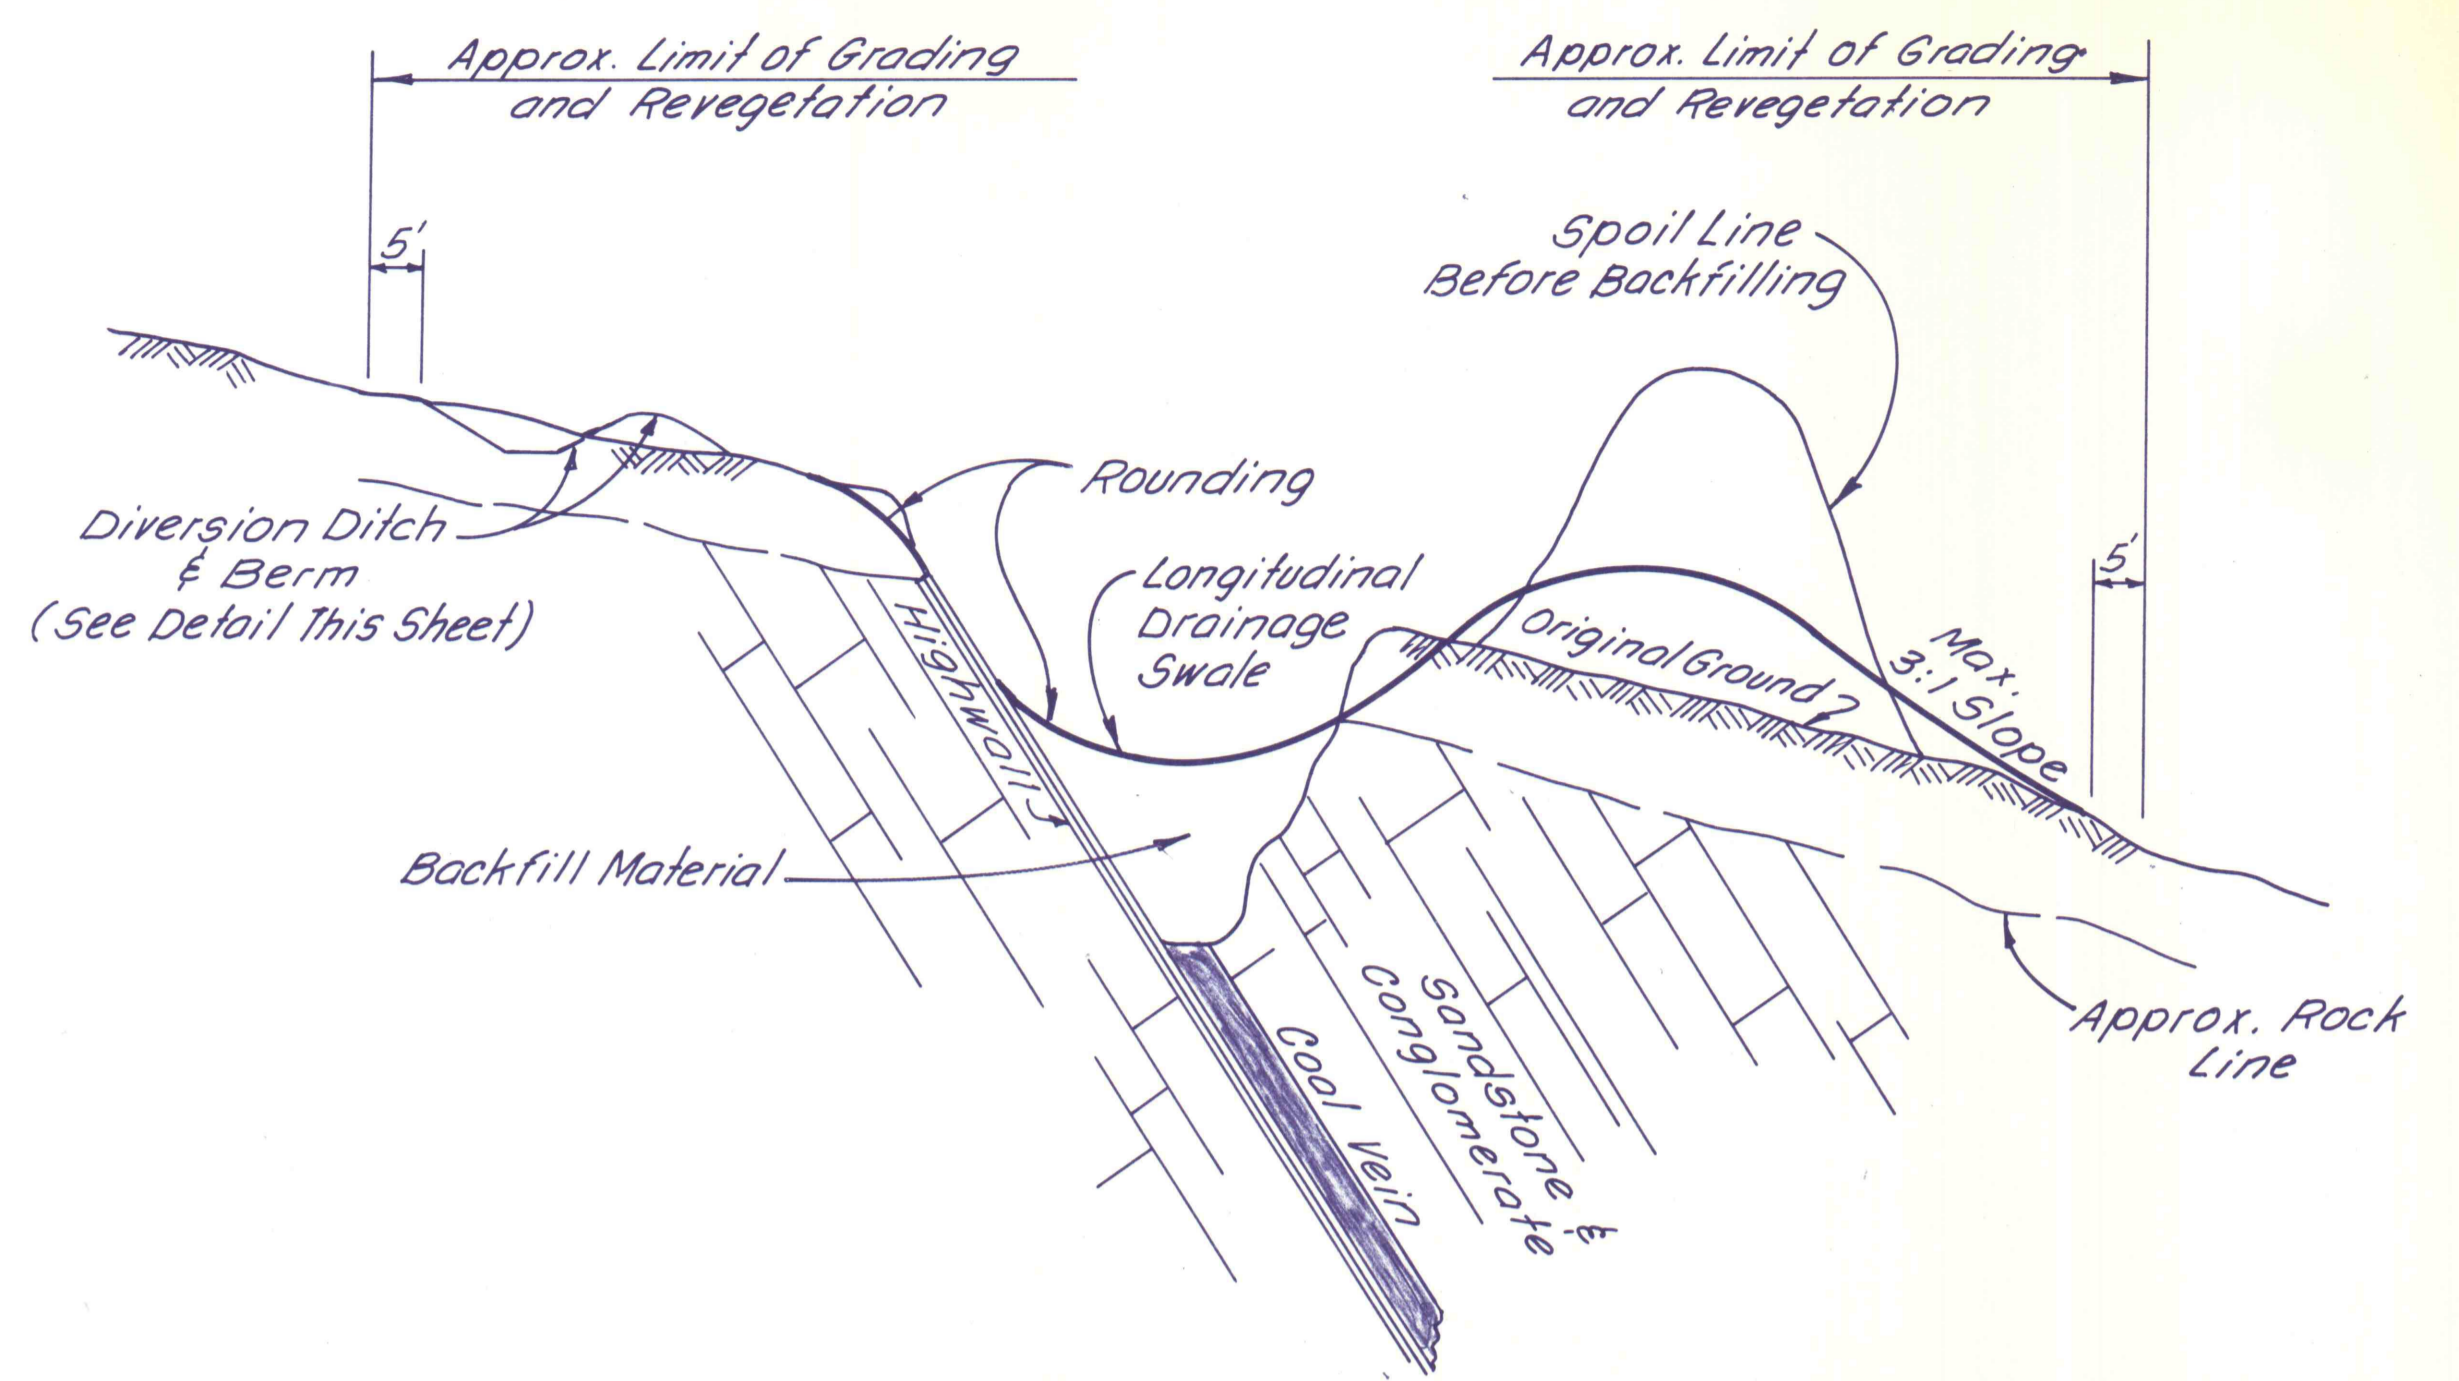 Approx. Limit of Grading
and Revegetation
Approx. Limit of Grading
and Revegetation
5'
Spoil Line
Before Backfilling
Rounding
Diversion Ditch
& Berm
(See Detail This Sheet)
Longitudinal
Drainage
Swale
5'
Highwall
Original Ground
Max.
3:1 Slope
Backfill Material
Approx. Rock
Line
Coal Vein
Sandstone &
Conglomerate